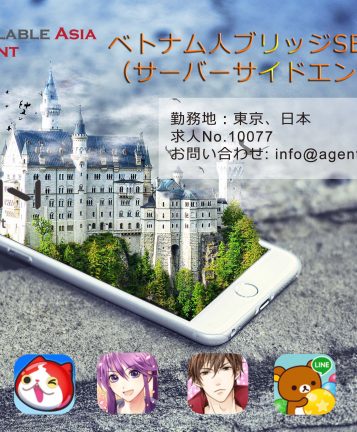 LABLE ASIA
NT
ベトナム人ブリッジSE
(サーバーサイドエン
勤務地：東京、日本
求人No.10077
お問い合わせ: info@agent
LINE